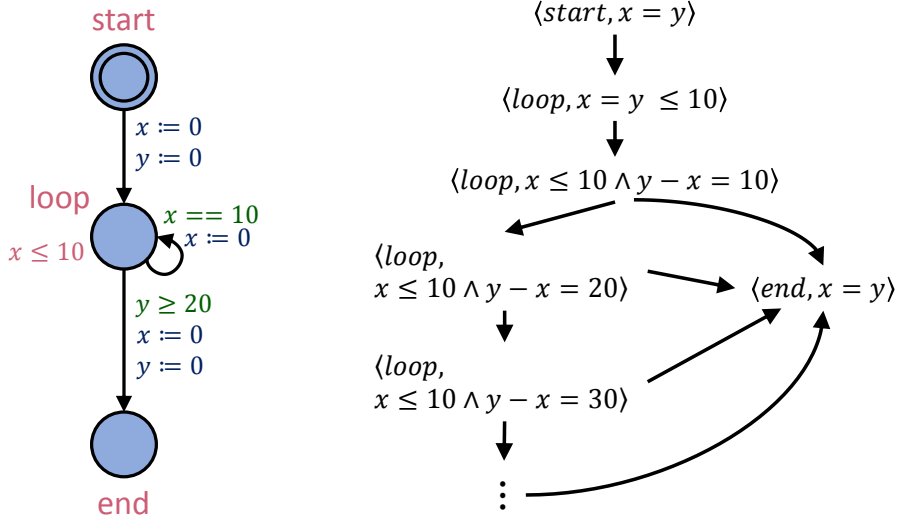 start
x := 0
y := 0
loop
x == 10
x := 0
x ≤ 10
y ≥ 20
x := 0
y := 0
end
⟨start, x = y⟩
⟨loop, x = y ≤ 10⟩
⟨loop, x ≤ 10 ∧ y − x = 10⟩
⟨loop,
x ≤ 10 ∧ y − x = 20⟩
⟨end, x = y⟩
⟨loop,
x ≤ 10 ∧ y − x = 30⟩
⋮